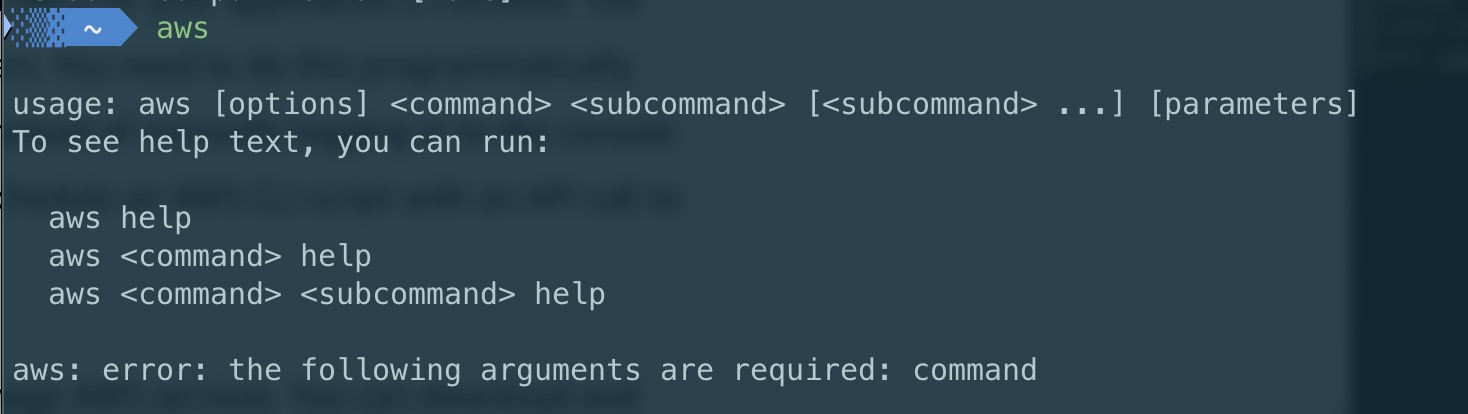 ~ aws
usage: aws [options] <command> <subcommand> [<subcommand> ...] [parameters]
To see help text, you can run:
aws help
aws <command> help
aws <command> <subcommand> help
aws: error: the following arguments are required: command